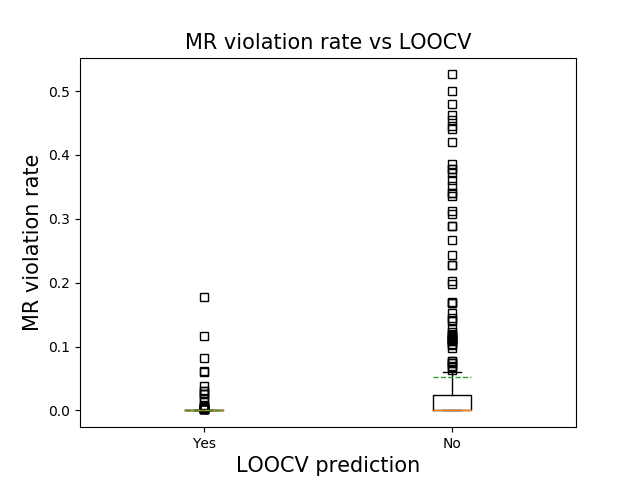 MR violation rate vs LOOCV
0.5
0.4
0.3
0.2
0.1
0.0
MR violation rate
Yes
No
LOOCV prediction